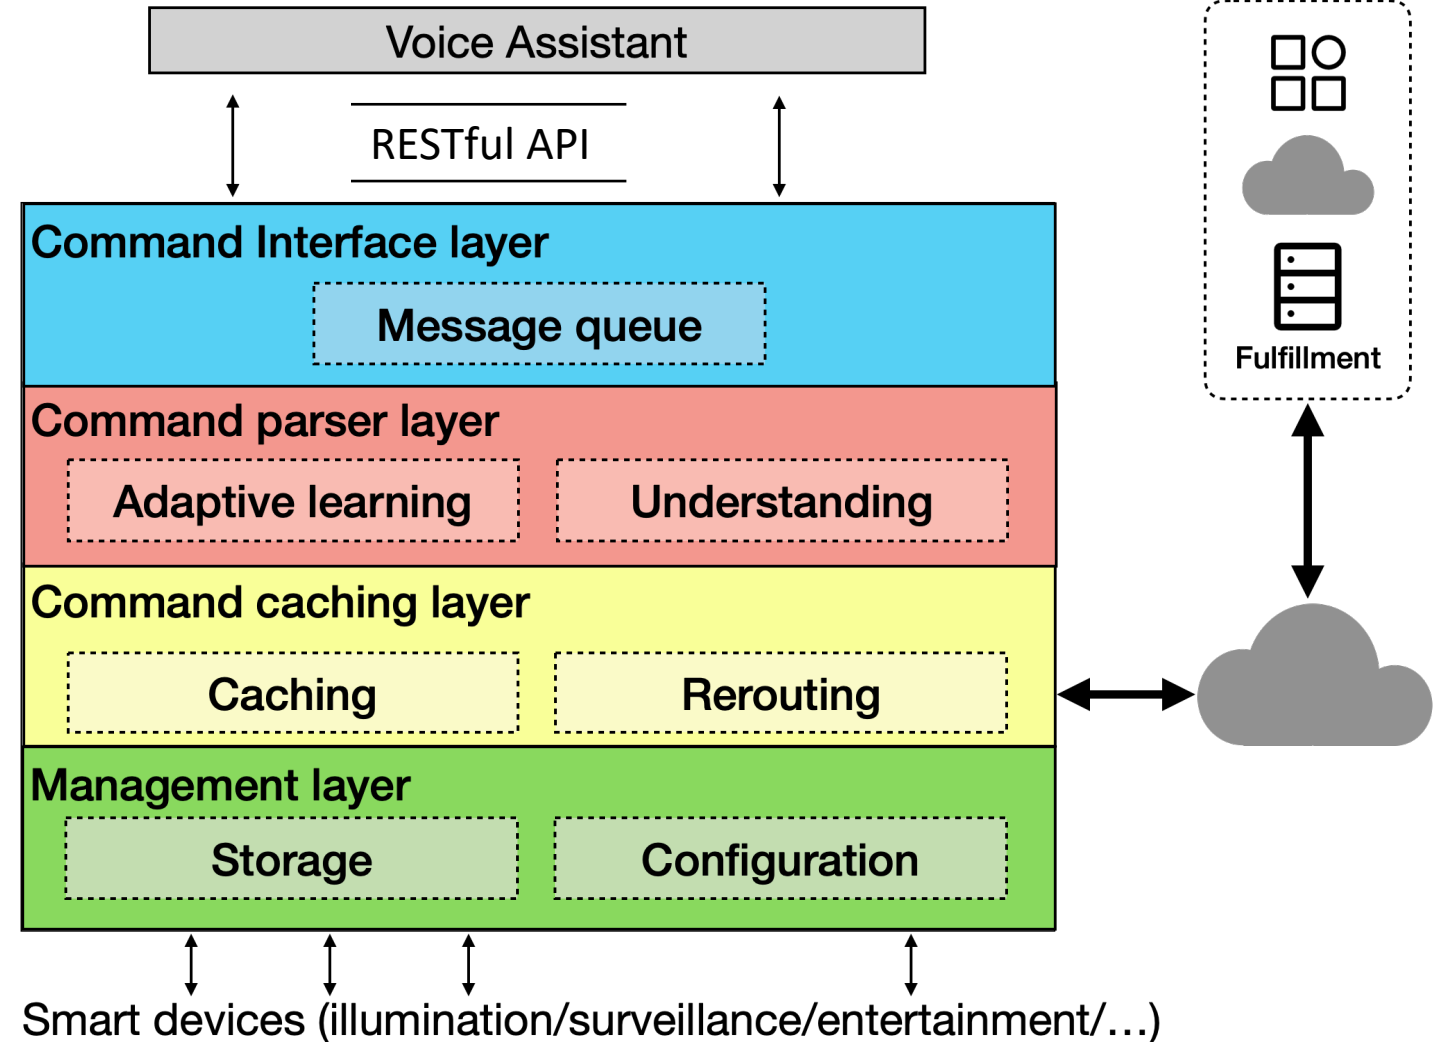 Voice Assistant
RESTful API
Command Interface layer
Message queue
Command parser layer
Adaptive learning
Understanding
Command caching layer
Caching
Rerouting
Management layer
Storage
Configuration
Smart devices (illumination/surveillance/entertainment/…)
Fulfillment